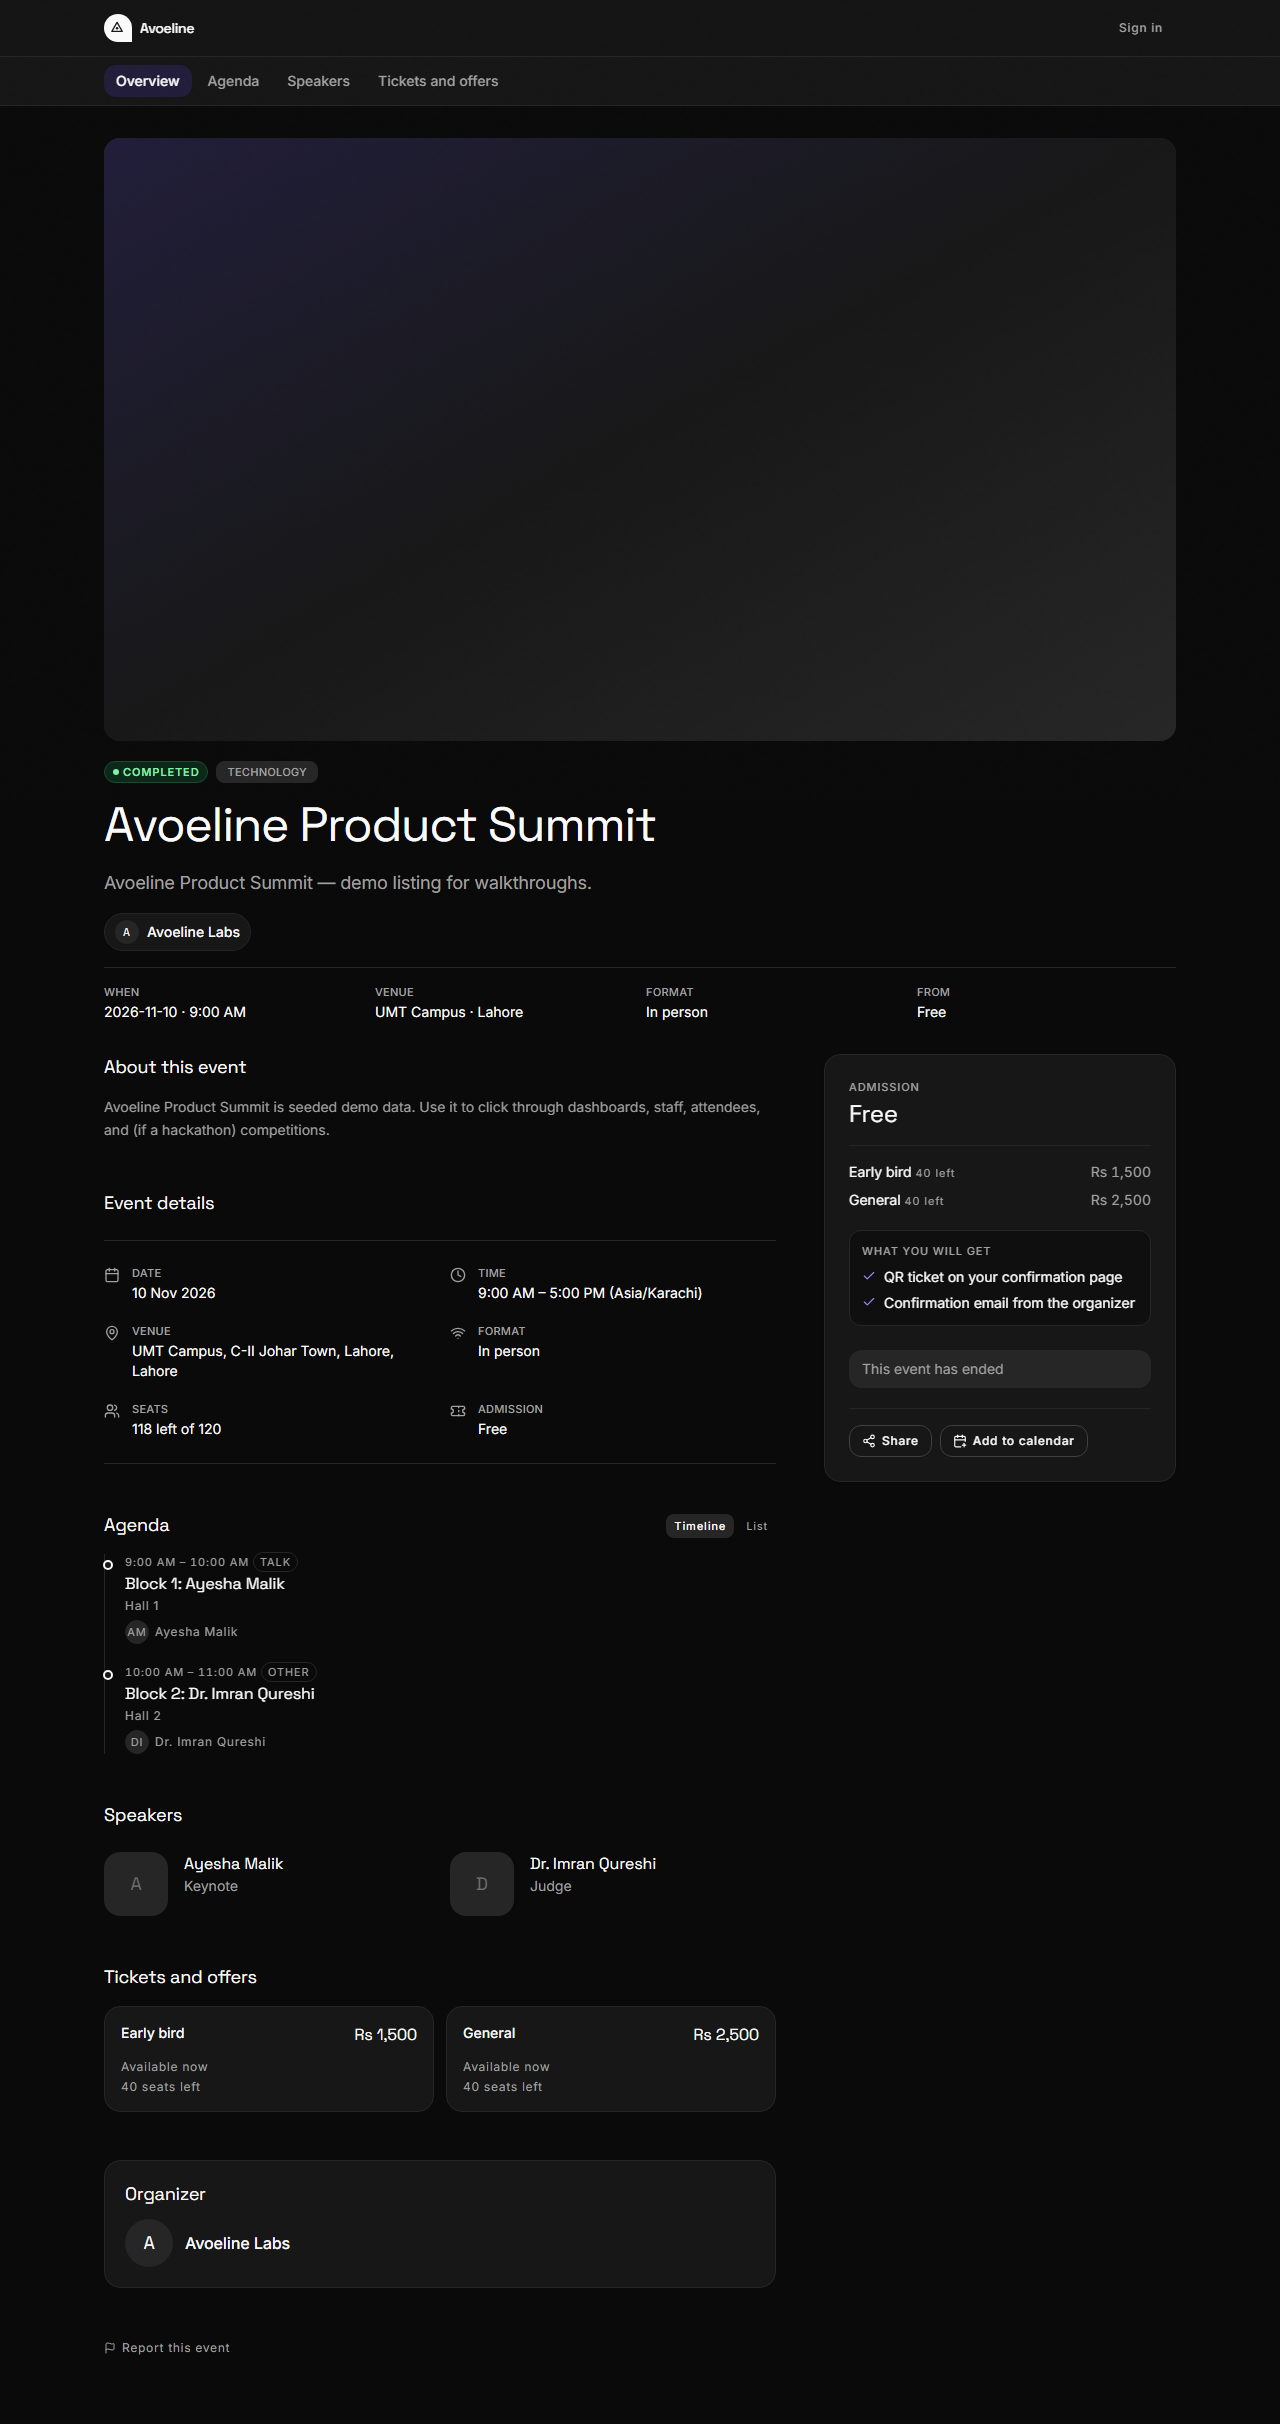 Avoeline
Sign in
Overview
Agenda
Speakers
Tickets and offers
COMPLETED
TECHNOLOGY
Avoeline Product Summit
Avoeline Product Summit — demo listing for walkthroughs.
A
Avoeline Labs
WHEN
2026-11-10 · 9:00 AM
VENUE
UMT Campus · Lahore
FORMAT
In person
FROM
Free
About this event
Avoeline Product Summit is seeded demo data. Use it to click through dashboards, staff, attendees,
and (if a hackathon) competitions.
Event details
DATE
10 Nov 2026
TIME
9:00 AM – 5:00 PM (Asia/Karachi)
VENUE
UMT Campus, C-II Johar Town, Lahore,
Lahore
FORMAT
In person
SEATS
118 left of 120
ADMISSION
Free
ADMISSION
Free
Early bird 40 left
Rs 1,500
General 40 left
Rs 2,500
WHAT YOU WILL GET
QR ticket on your confirmation page
Confirmation email from the organizer
This event has ended
Share
Add to calendar
Agenda
Timeline
List
9:00 AM – 10:00 AM TALK
Block 1: Ayesha Malik
Hall 1
AM Ayesha Malik
10:00 AM – 11:00 AM OTHER
Block 2: Dr. Imran Qureshi
Hall 2
DI Dr. Imran Qureshi
Speakers
A
Ayesha Malik
Keynote
D
Dr. Imran Qureshi
Judge
Tickets and offers
Early bird
Rs 1,500
Available now
40 seats left
General
Rs 2,500
Available now
40 seats left
Organizer
A
Avoeline Labs
Report this event